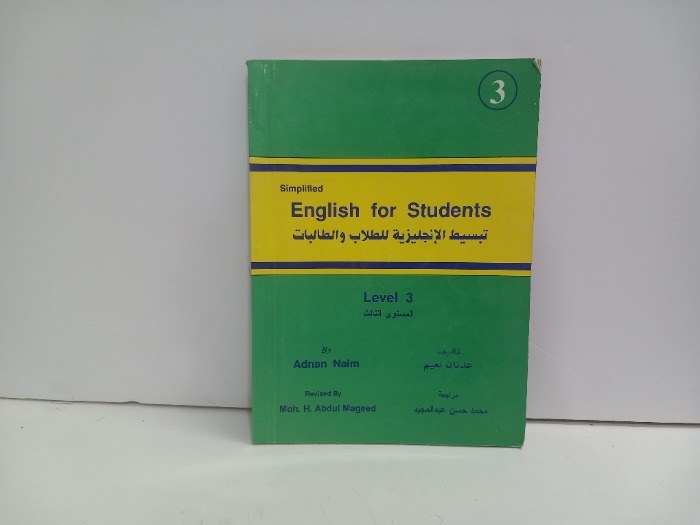 3
Simplified
English for Students
تبسيط الإنجليزية للطلاب والطالبات
Level 3
المستوى الثالث
By
تأليف
Adnan Naim
عدنان نعيم
Revised By
مراجعة
Moh. H. Abdul Mageed
محمد حسن عبدالمجيد